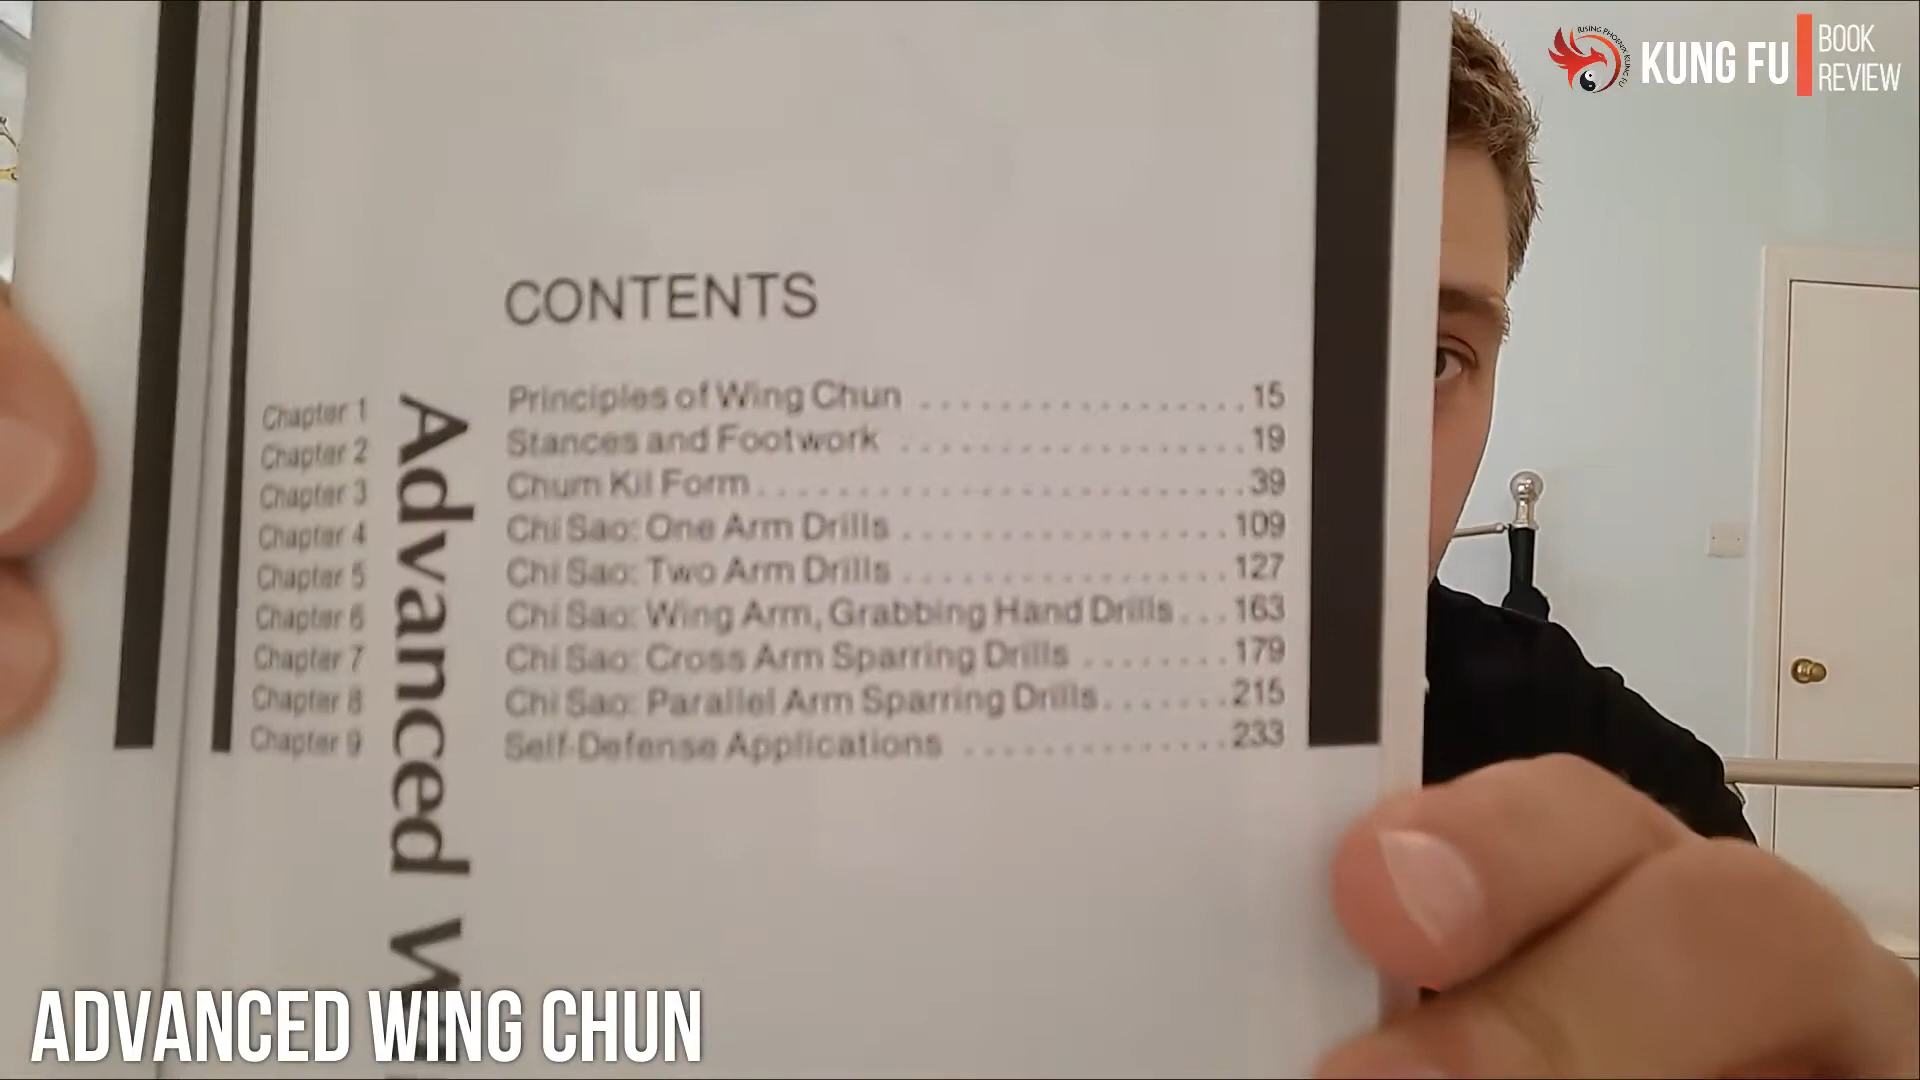 RISING PHOENIX KUNG FU
KUNG FU
BOOK
REVIEW
CONTENTS
Chapter 1 Principles of Wing Chun 15
Chapter 2 Stances and Footwork 19
Chapter 3 Chum Kil Form 39
Chapter 4 Chi Sao: One Arm Drills 109
Chapter 5 Chi Sao: Two Arm Drills 127
Chapter 6 Chi Sao: Wing Arm, Grabbing Hand Drills 163
Chapter 7 Chi Sao: Cross Arm Sparring Drills 179
Chapter 8 Chi Sao: Parallel Arm Sparring Drills 215
Chapter 9 Self-Defense Applications 233
Advanced W
ADVANCED WING CHUN